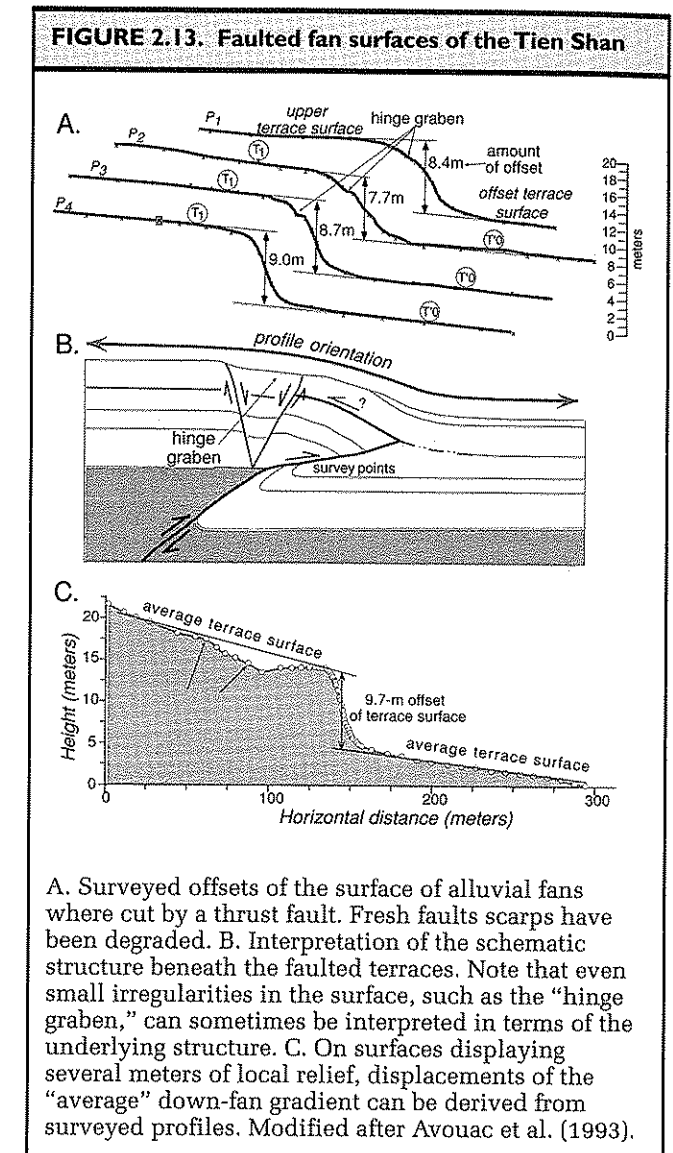 FIGURE 2.13. Faulted fan surfaces of the Tien Shan
A.
P1
upper
terrace surface
hinge graben
P2
T1
8.4m
amount
of offset
20
18
16
14
12
10
8
6
4
2
0
meters
P3
T1
7.7m
offset terrace
surface
P4
T1
8.7m
T'0
9.0m
T'0
T'0
B.
profile orientation
?
hinge
graben
survey points
C.
average terrace surface
20
15
10
5
0
Height (meters)
9.7-m offset
of terrace surface
average terrace surface
0
100
200
300
Horizontal distance (meters)
A. Surveyed offsets of the surface of alluvial fans
where cut by a thrust fault. Fresh faults scarps have
been degraded. B. Interpretation of the schematic
structure beneath the faulted terraces. Note that even
small irregularities in the surface, such as the “hinge
graben,” can sometimes be interpreted in terms of the
underlying structure. C. On surfaces displaying
several meters of local relief, displacements of the
“average” down-fan gradient can be derived from
surveyed profiles. Modified after Avouac et al. (1993).